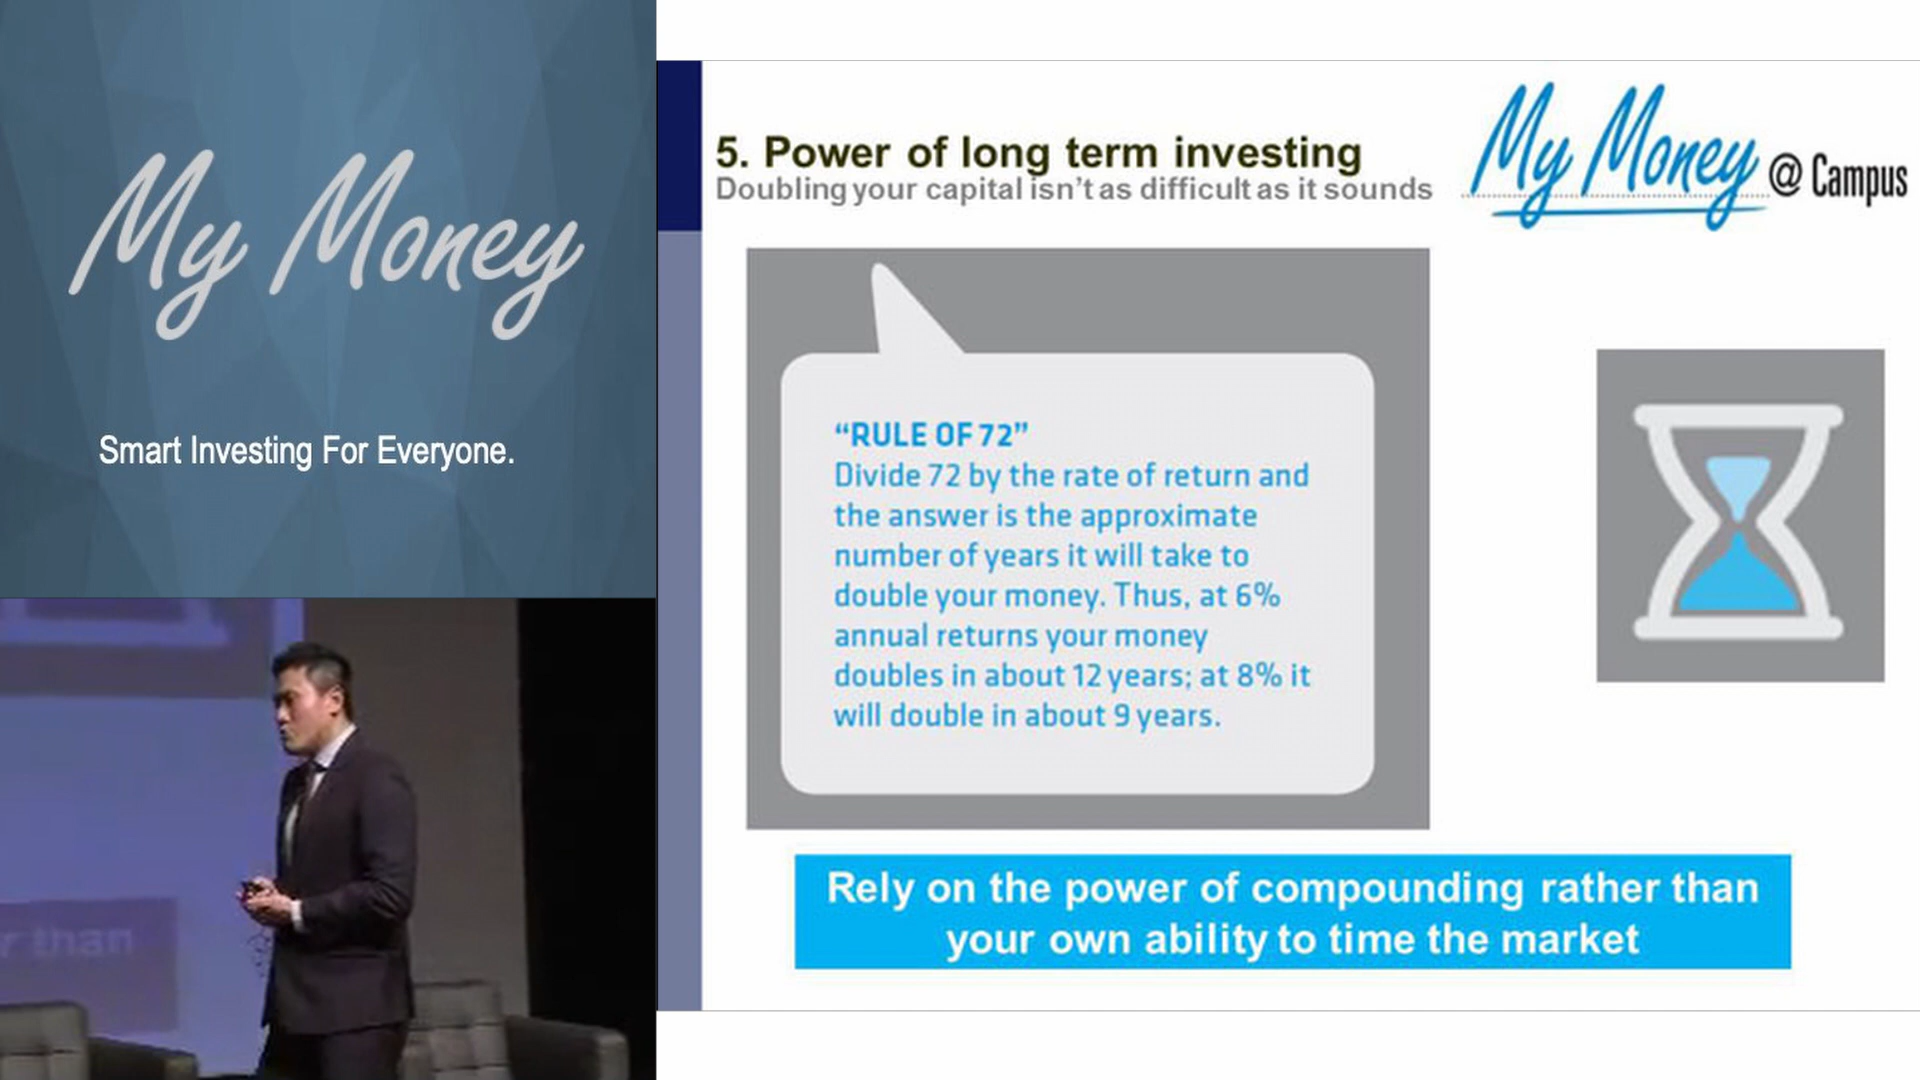 My Money
Smart Investing For Everyone.
r than
5. Power of long term investing
Doubling your capital isn't as difficult as it sounds
My Money @ Campus
“RULE OF 72”
Divide 72 by the rate of return and
the answer is the approximate
number of years it will take to
double your money. Thus, at 6%
annual returns your money
doubles in about 12 years; at 8% it
will double in about 9 years.
Rely on the power of compounding rather than
your own ability to time the market